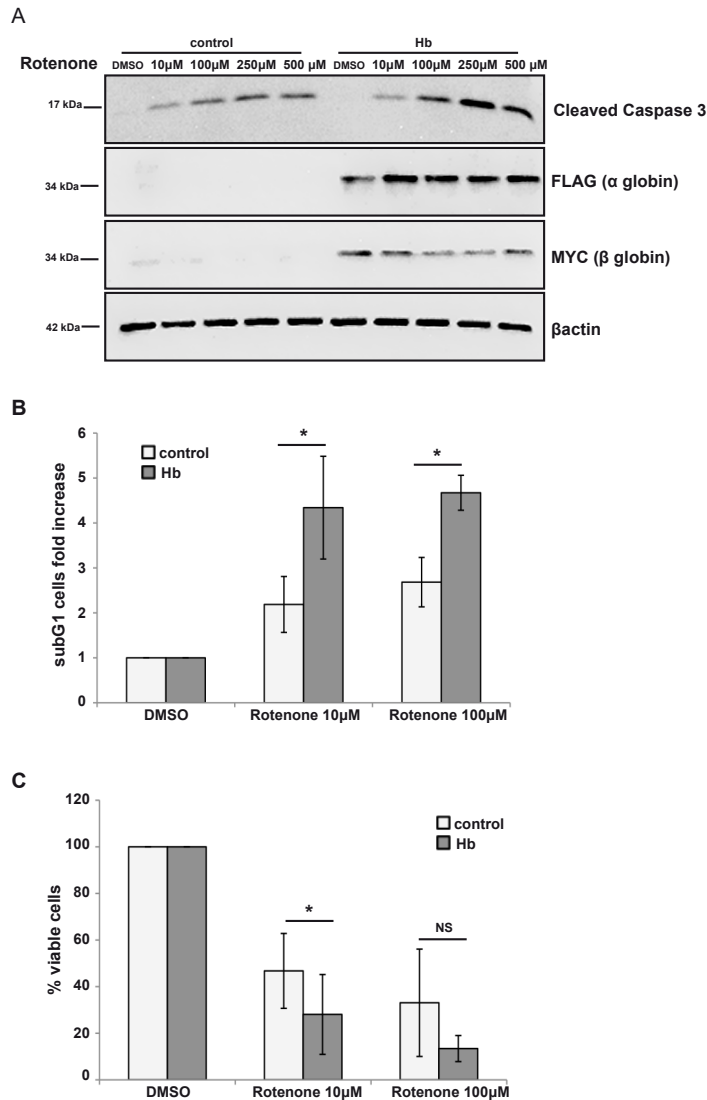 A
control Hb
Rotenone DMSO 10µM 100µM 250µM 500 µM DMSO 10µM 100µM 250µM 500 µM
17 kDa Cleaved Caspase 3
34 kDa FLAG (α globin)
34 kDa MYC (β globin)
42 kDa βactin
B
subG1 cells fold increase
6
5
4
3
2
1
0
control
Hb
*
*
DMSO Rotenone 10µM Rotenone 100µM
C
% viable cells
120
100
80
60
40
20
0
control
Hb
*
NS
DMSO Rotenone 10µM Rotenone 100µM